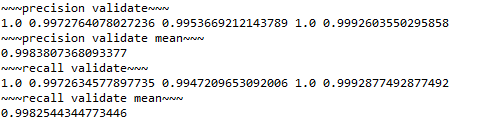 ~~~precision validate~~~
1.0 0.9972764078027236 0.9953669212143789 1.0 0.9992603550295858
~~~precision validate mean~~~
0.9983807368093377
~~~recall validate~~~
1.0 0.9972634577897735 0.9947209653092006 1.0 0.9992877492877492
~~~recall validate mean~~~
0.9982544344773446